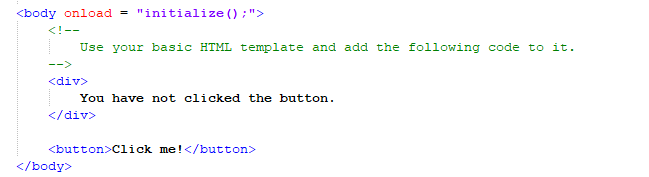 <body onload = "initialize();">
<!--
Use your basic HTML template and add the following code to it.
-->
<div>
You have not clicked the button.
</div>
<button>Click me!</button>
</body>